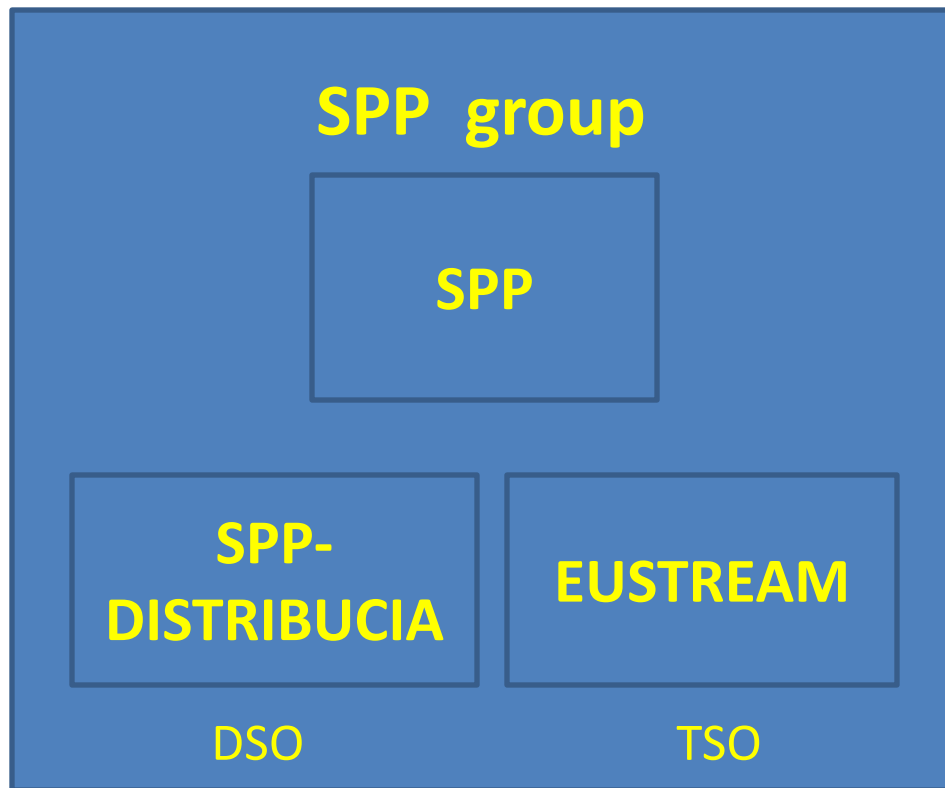 SPP group
SPP
SPP-
DISTRIBUCIA
EUSTREAM
DSO
TSO